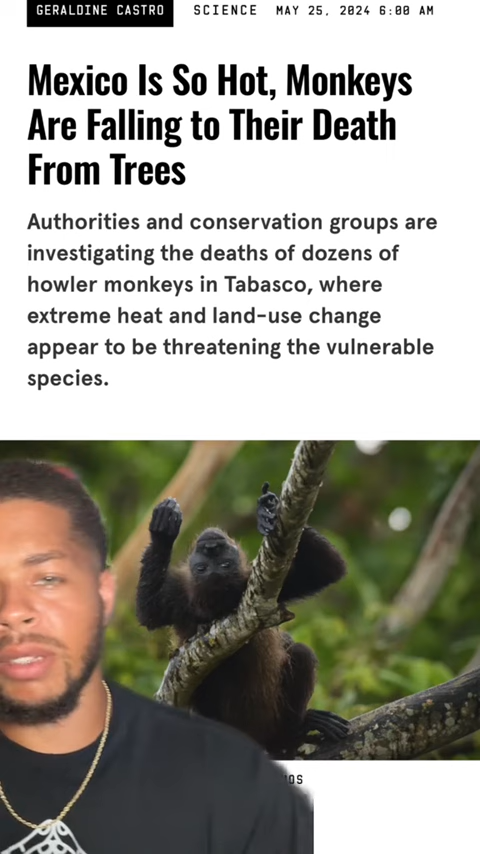 GERALDINE CASTRO SCIENCE MAY 25, 2024 6:00 AM
Mexico Is So Hot, Monkeys
Are Falling to Their Death
From Trees
Authorities and conservation groups are
investigating the deaths of dozens of
howler monkeys in Tabasco, where
extreme heat and land-use change
appear to be threatening the vulnerable
species.